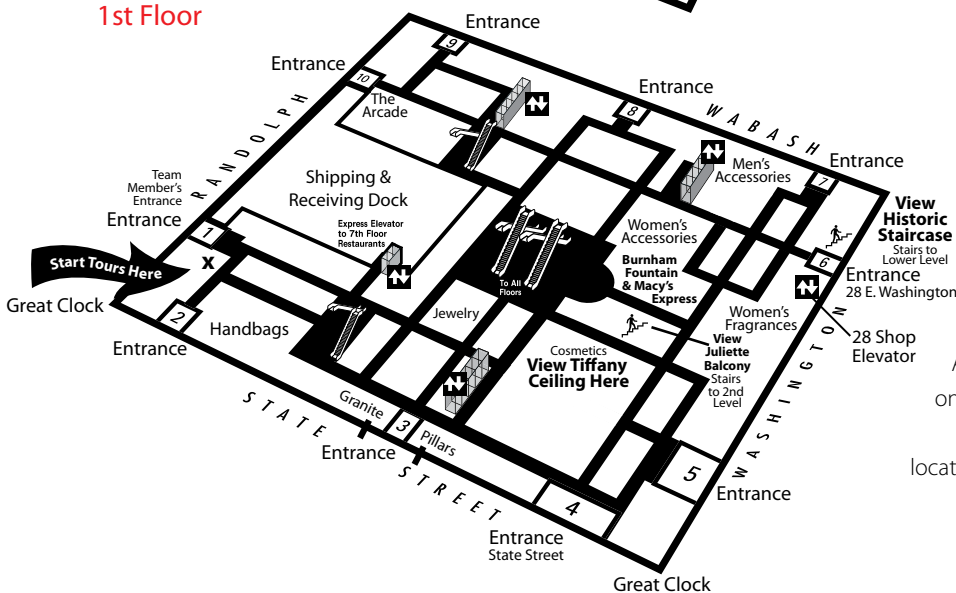 1st Floor
Entrance
9
Entrance
10
The
Arcade
Entrance
8
WABASH
RANDOLPH
Men's
Accessories
Entrance
7
Team
Member's
Entrance
Entrance
1
Shipping &
Receiving Dock
Express Elevator
to 7th Floor
Restaurants
View
Historic
Staircase
Stairs to
Lower Level
Women's
Accessories
Burnham
Fountain
& Macy's
Express
6
Entrance
28 E. Washington
Start Tours Here
X
To All
Floors
Great Clock
2
Entrance
Handbags
Jewelry
Women's
Fragrances
28 Shop
Elevator
View
Juliette
Balcony
Stairs
to 2nd
Level
Cosmetics
View Tiffany
Ceiling Here
WASHINGTON
on
locat
STATE STREET
Granite
3
Pillars
Entrance
5
Entrance
4
Entrance
State Street
Great Clock